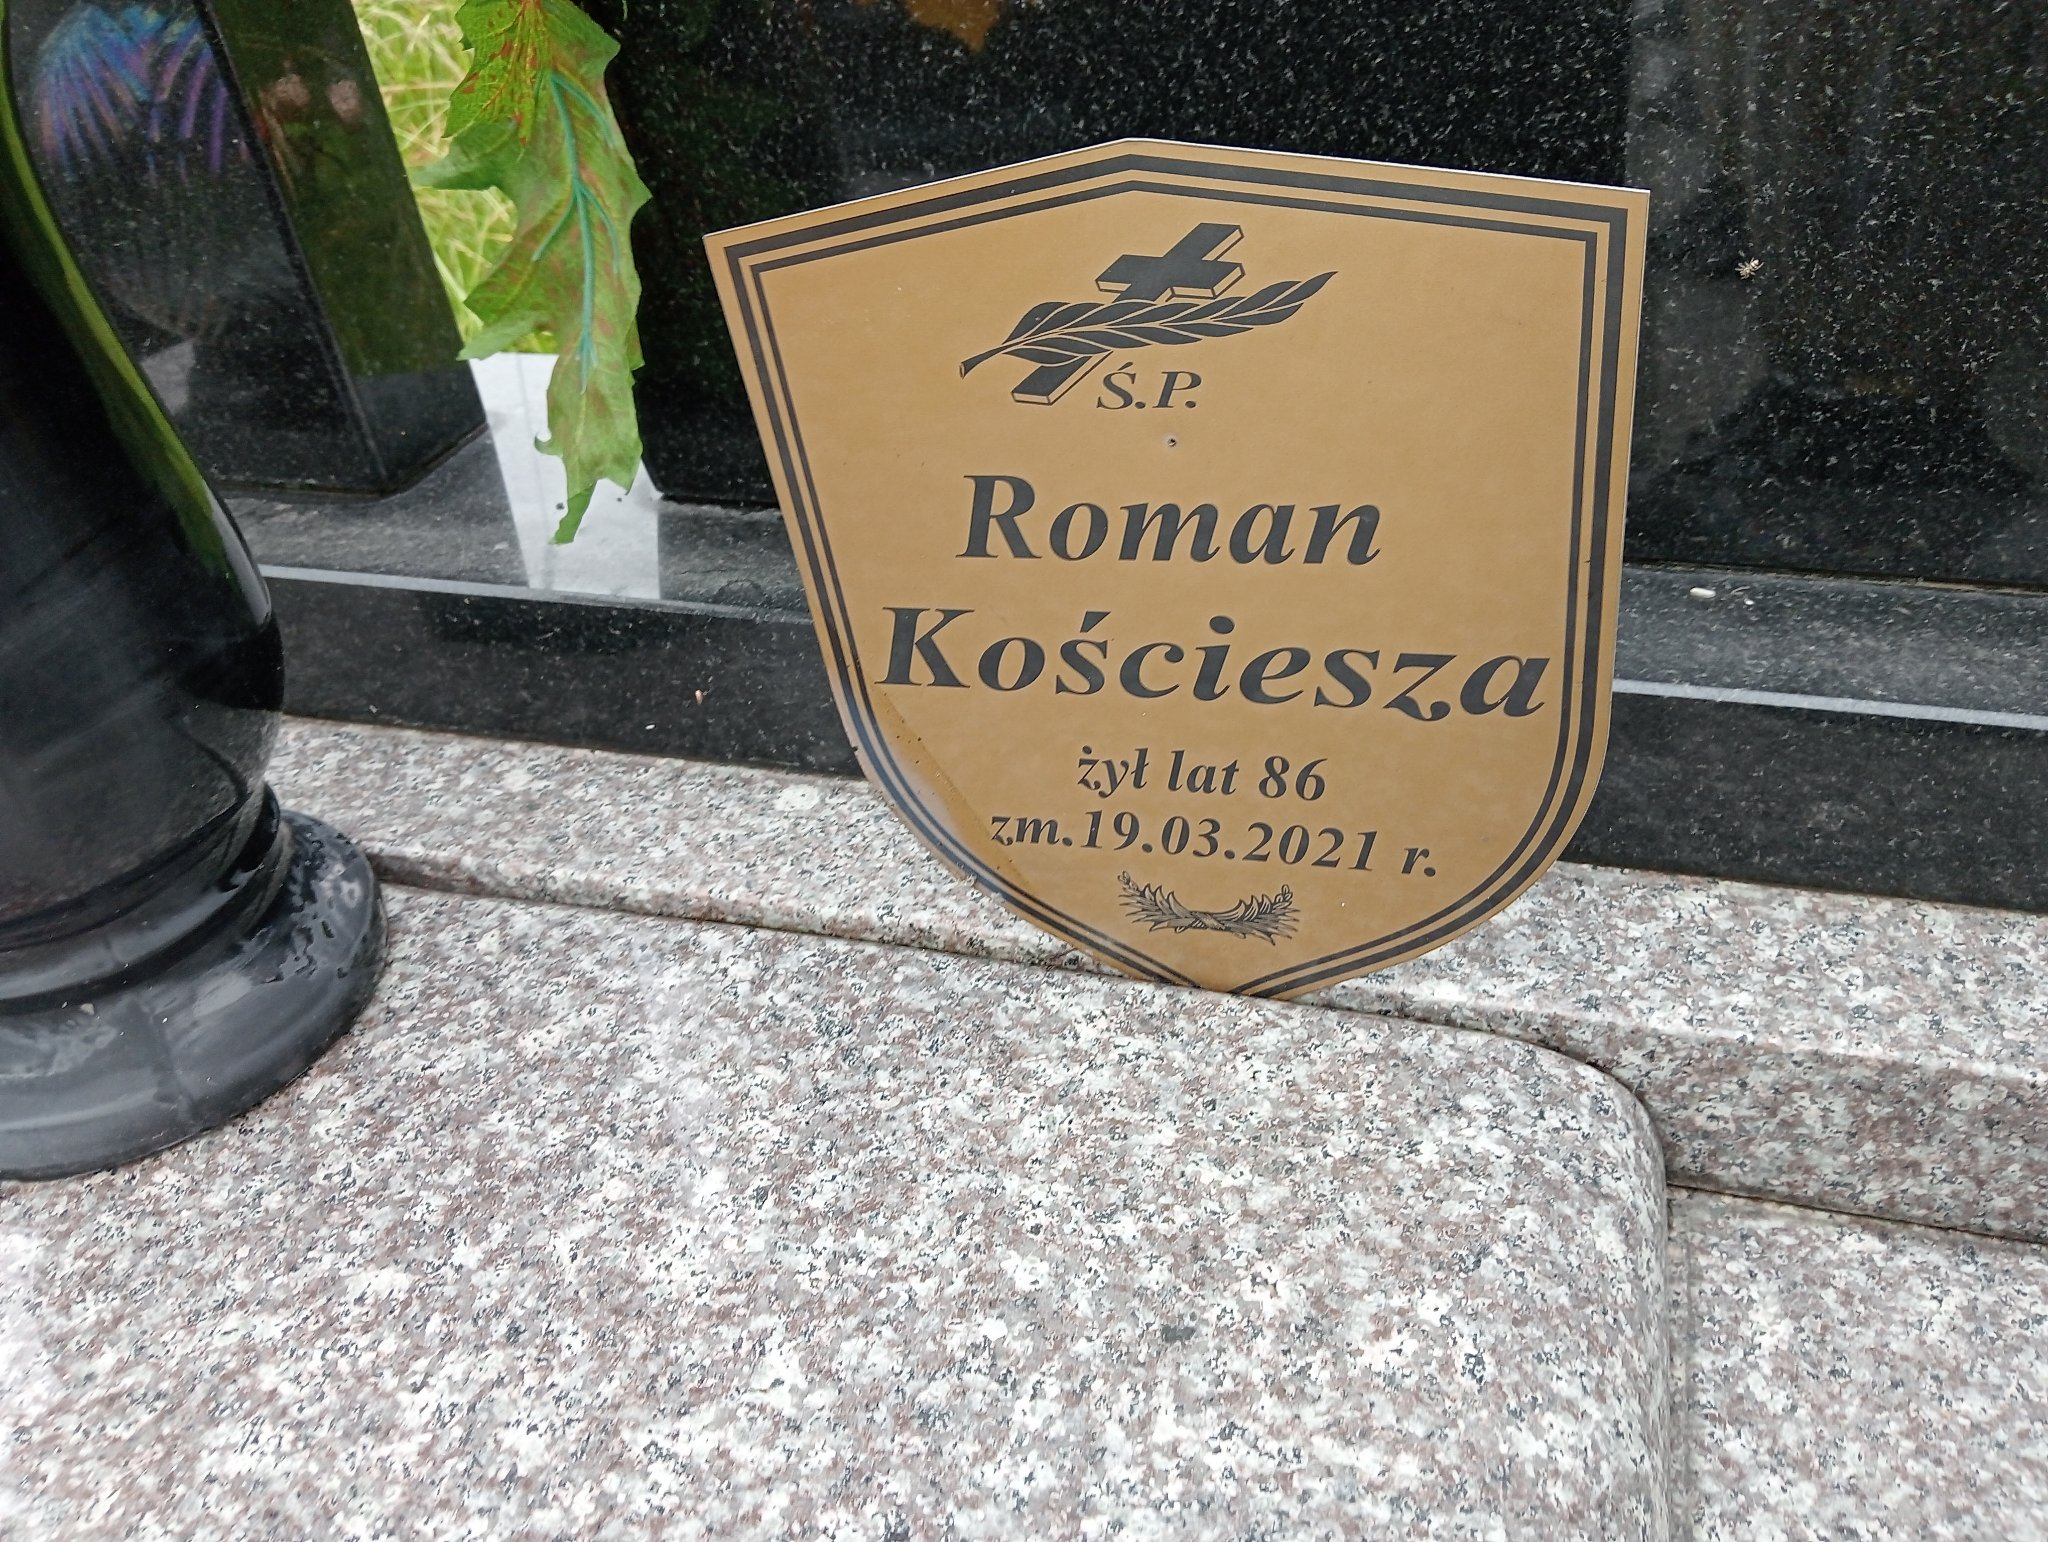 Ś.P.
Roman
Kościesza
żył lat 86
zm.19.03.2021 r.